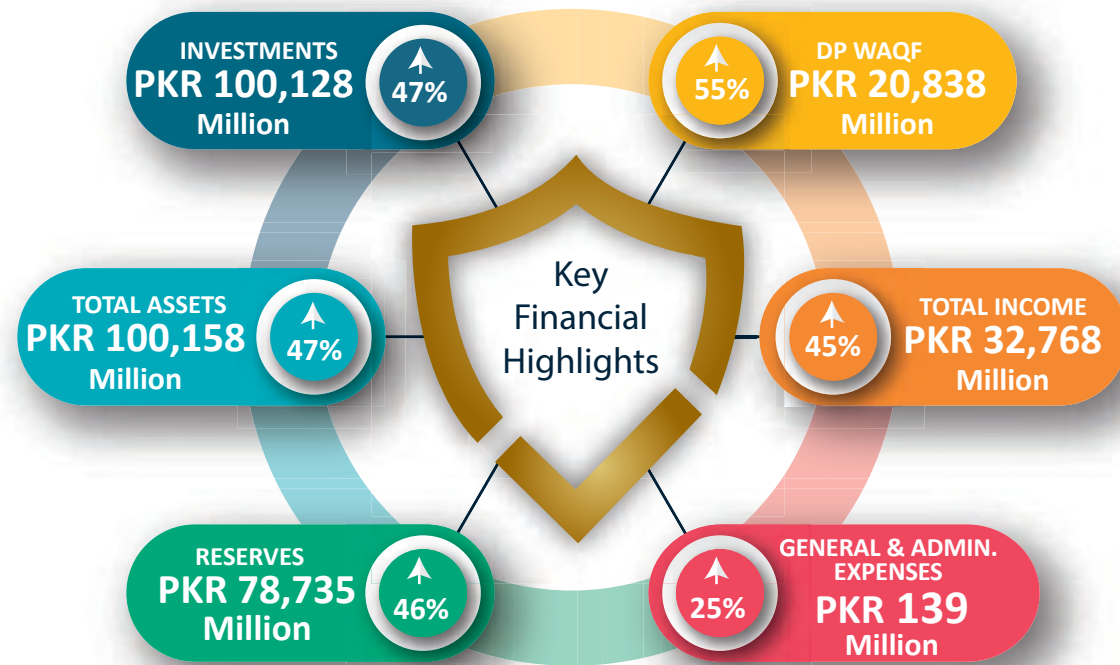 INVESTMENTS
PKR 100,128
Million
47%
DP WAQF
PKR 20,838
Million
55%
Key
Financial
Highlights
TOTAL ASSETS
PKR 100,158
Million
47%
TOTAL INCOME
PKR 32,768
Million
45%
RESERVES
PKR 78,735
Million
46%
GENERAL & ADMIN.
EXPENSES
PKR 139
Million
25%